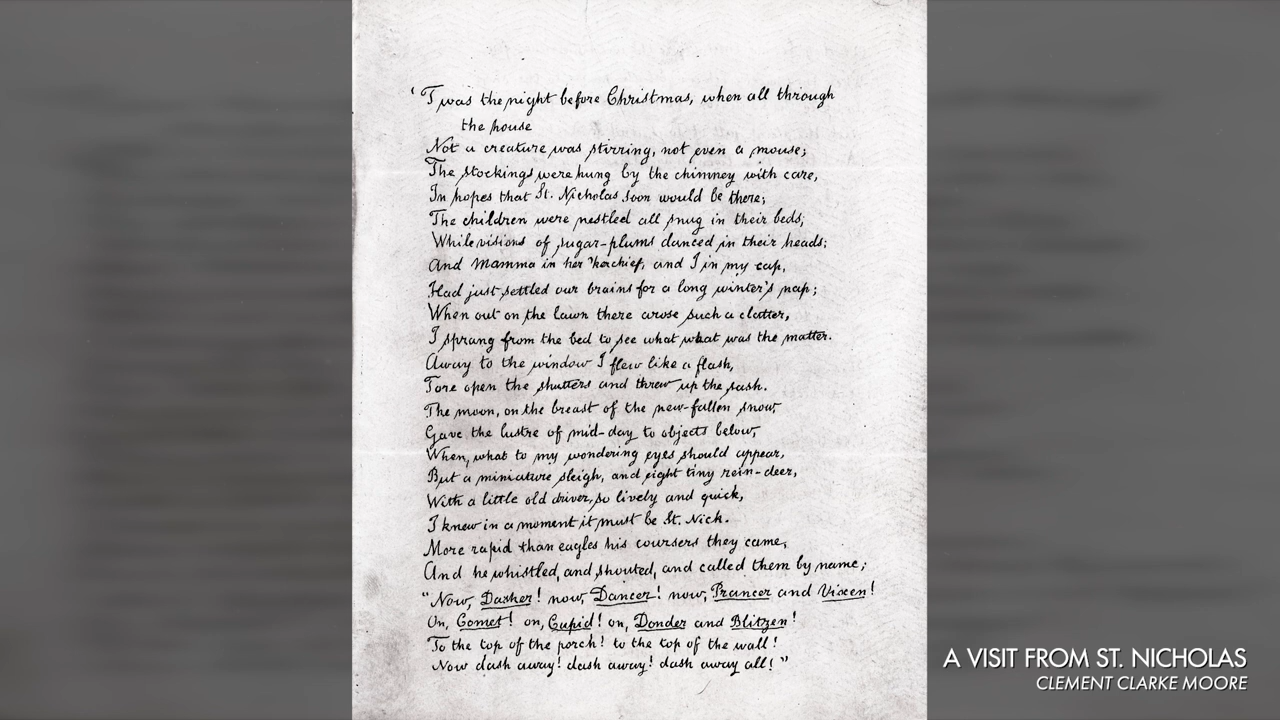 'Twas the night before Christmas, when all through
the house
Not a creature was stirring, not even a mouse;
The stockings were hung by the chimney with care,
In hopes that St. Nicholas soon would be there;
The children were nestled all snug in their beds,
While visions of sugar-plums danced in their heads;
And Mamma in her 'kerchief, and I in my cap,
Had just settled our brains for a long winter's nap;
When out on the lawn there arose such a clatter,
I sprang from the bed to see what what was the matter.
Away to the window I flew like a flash,
Tore open the shutters and threw up the sash.
The moon, on the breast of the new-fallen snow,
Gave the lustre of mid-day to objects below,
When, what to my wondering eyes should appear,
But a miniature sleigh, and eight tiny rein-deer,
With a little old driver, so lively and quick,
I knew in a moment it must be St. Nick.
More rapid than eagles his coursers they came,
And he whistled, and shouted, and called them by name;
"Now, Dasher! now, Dancer! now, Prancer and Vixen!
On, Comet! on, Cupid! on, Donder and Blitzen!
To the top of the porch! to the top of the wall!
Now dash away! dash away! dash away all!"
A VISIT FROM ST. NICHOLAS
CLEMENT CLARKE MOORE